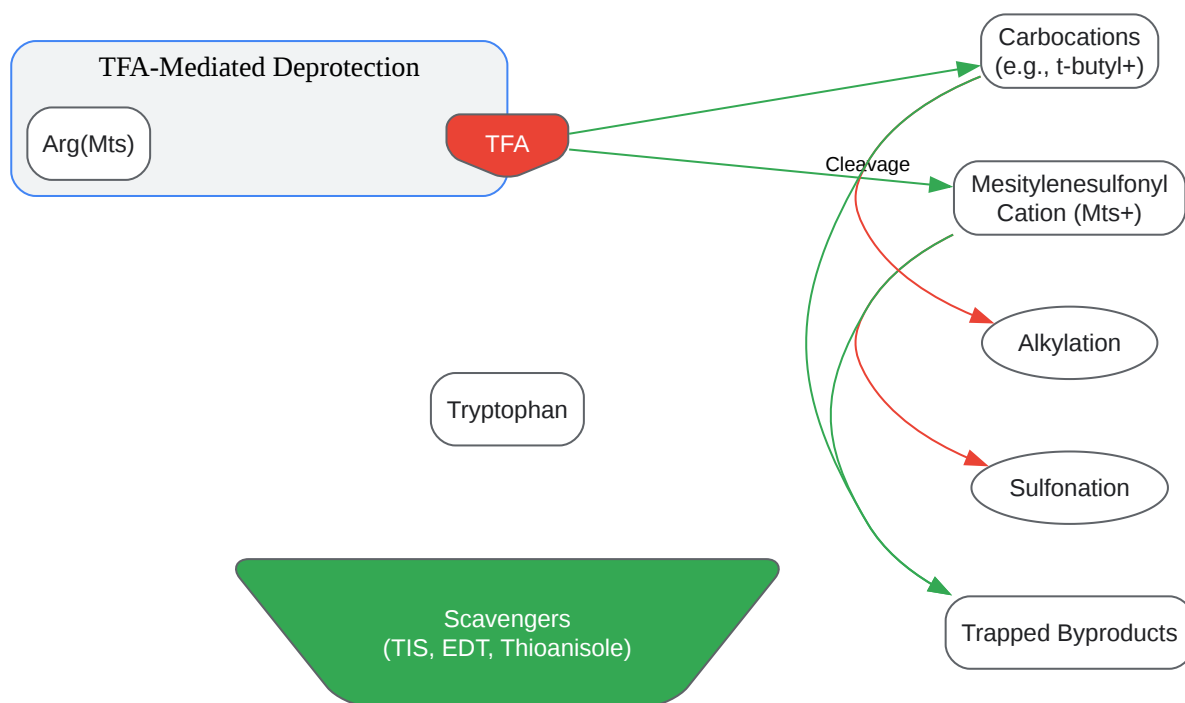 TFA-Mediated Deprotection
Arg(Mts)
TFA
Carbocations
(e.g., t-butyl+)
Cleavage
Mesitylenesulfonyl
Cation (Mts+)
Alkylation
Tryptophan
Sulfonation
Scavengers
(TIS, EDT, Thioanisole)
Trapped Byproducts